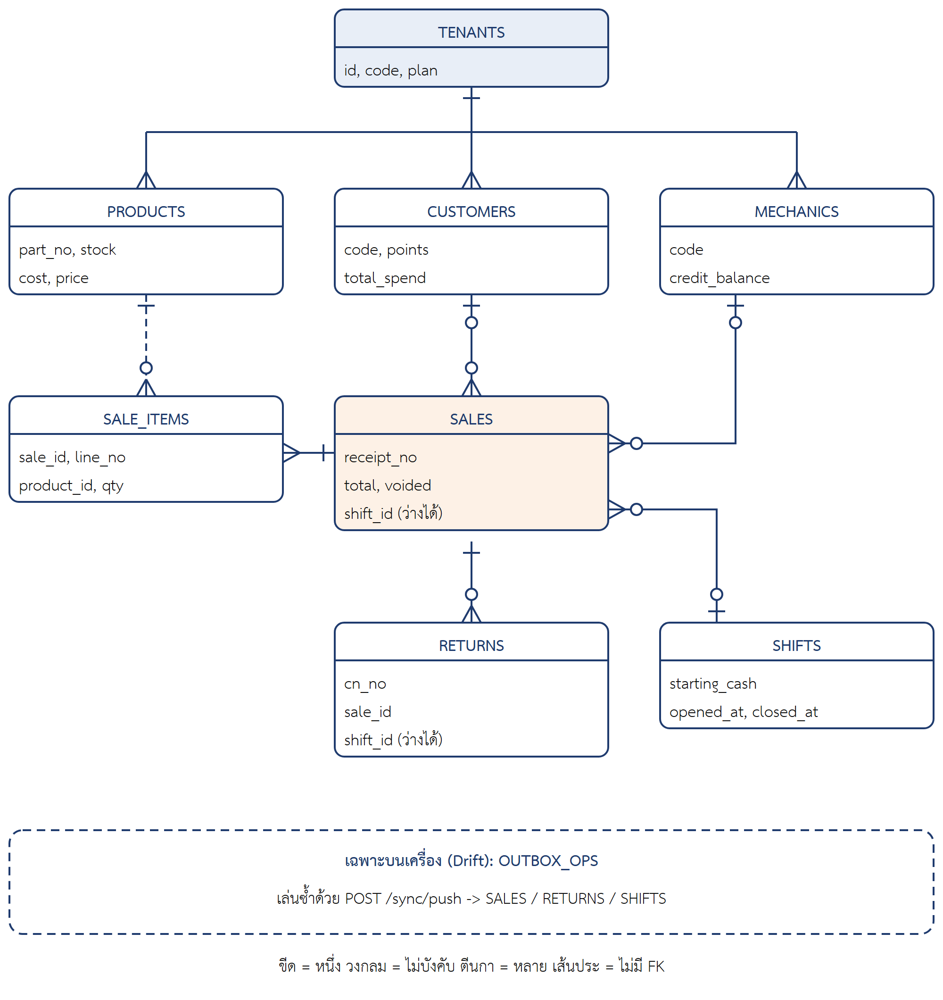 TENANTS
id, code, plan
PRODUCTS
part_no, stock
cost, price
CUSTOMERS
code, points
total_spend
MECHANICS
code
credit_balance
SALE_ITEMS
sale_id, line_no
product_id, qty
SALES
receipt_no
total, voided
shift_id (ว่างได้)
RETURNS
cn_no
sale_id
shift_id (ว่างได้)
SHIFTS
starting_cash
opened_at, closed_at
เฉพาะบนเครื่อง (Drift): OUTBOX_OPS
เล่นซ้ำด้วย POST /sync/push -> SALES / RETURNS / SHIFTS
ขีด = หนึ่ง วงกลม = ไม่บังคับ ตีนกา = หลาย เส้นประ = ไม่มี FK